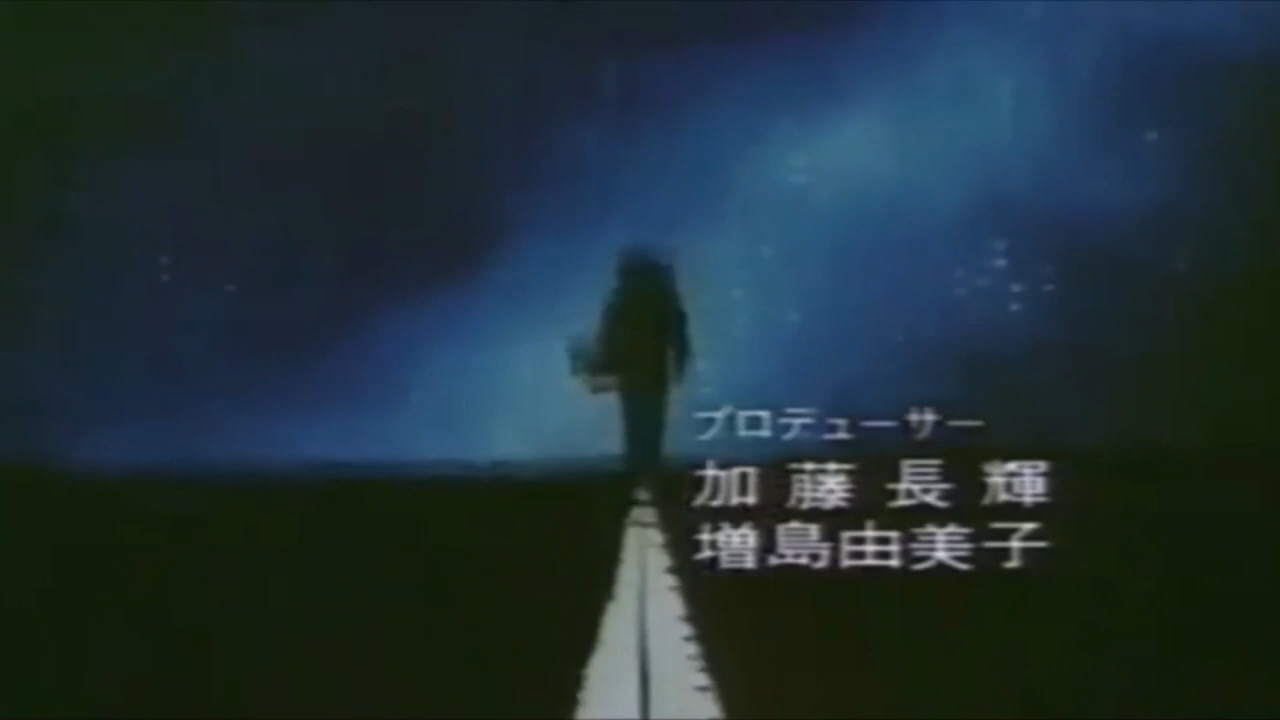 プロデューサー
加藤長輝
増島由美子